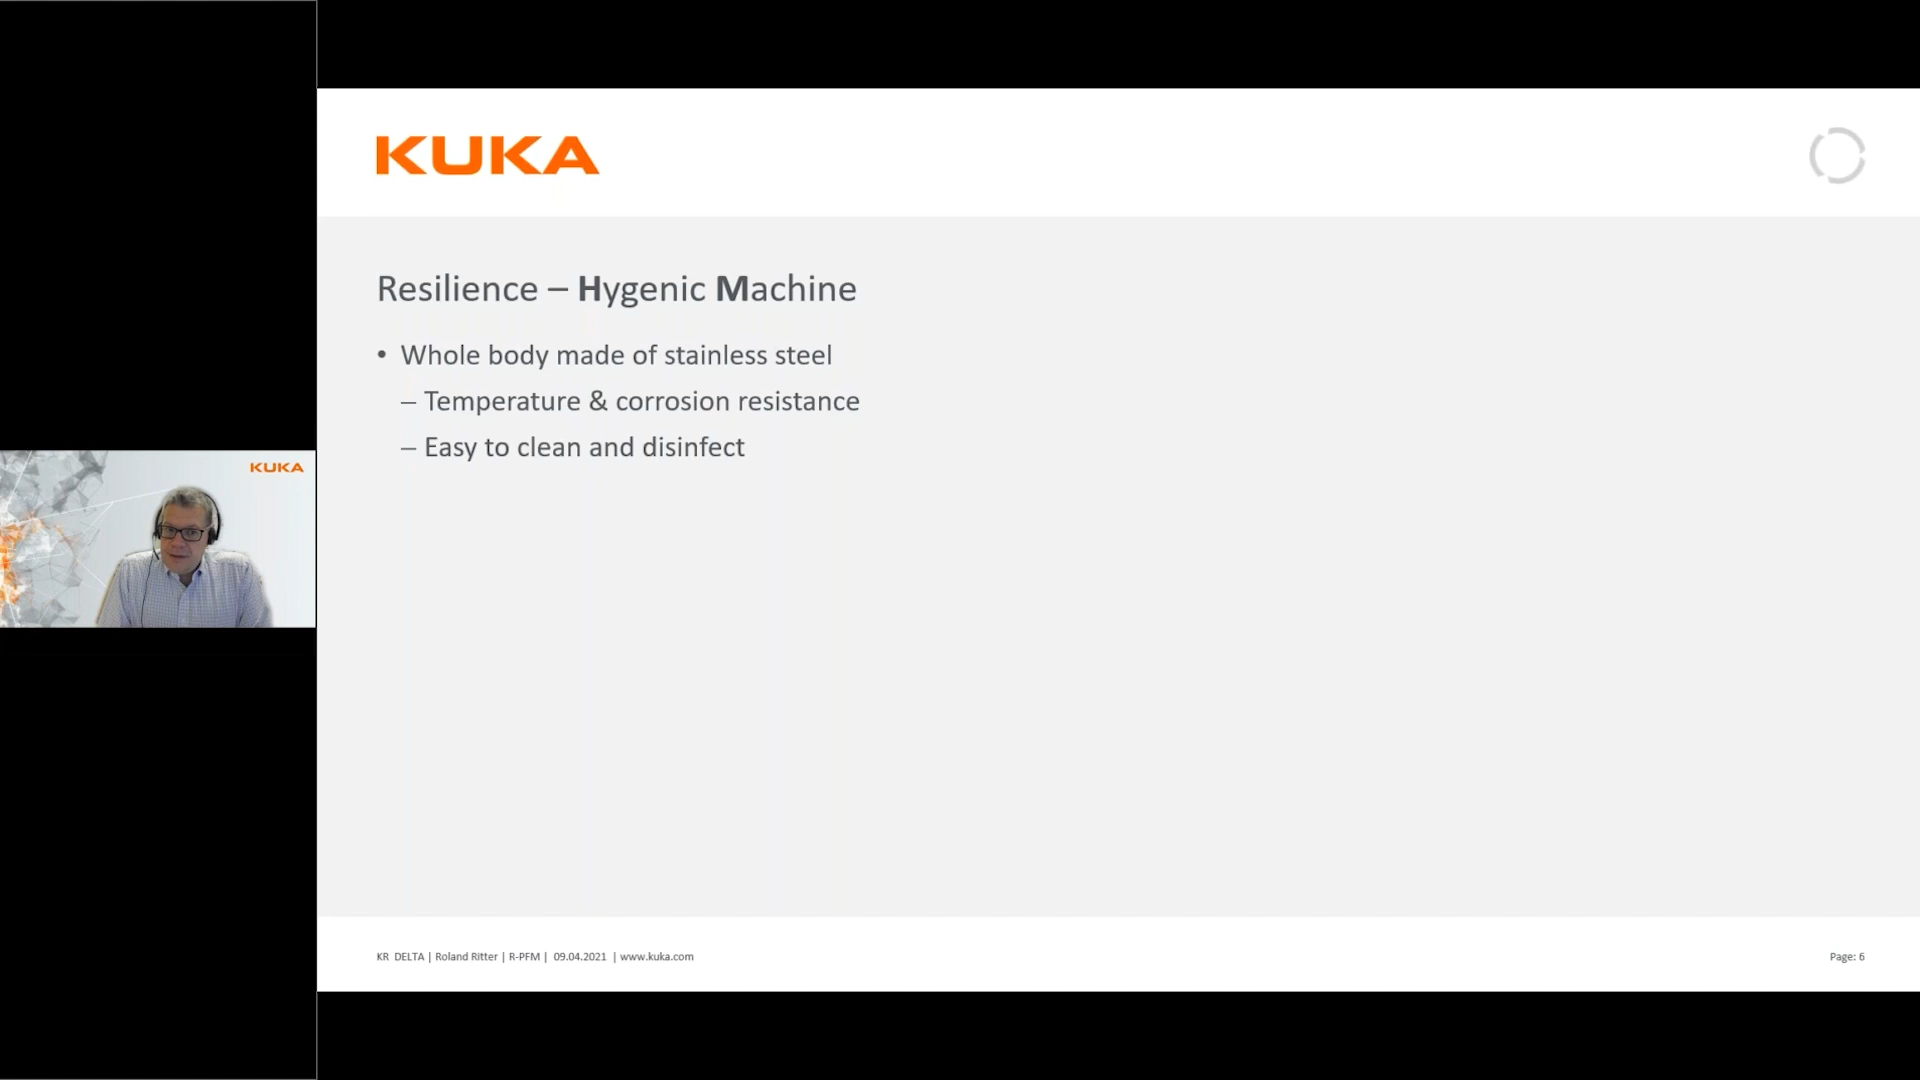 KUKA
Resilience – Hygenic Machine
• Whole body made of stainless steel
– Temperature & corrosion resistance
– Easy to clean and disinfect
KUKA
KR DELTA | Roland Ritter | R-PFM | 09.04.2021 | www.kuka.com
Page: 6